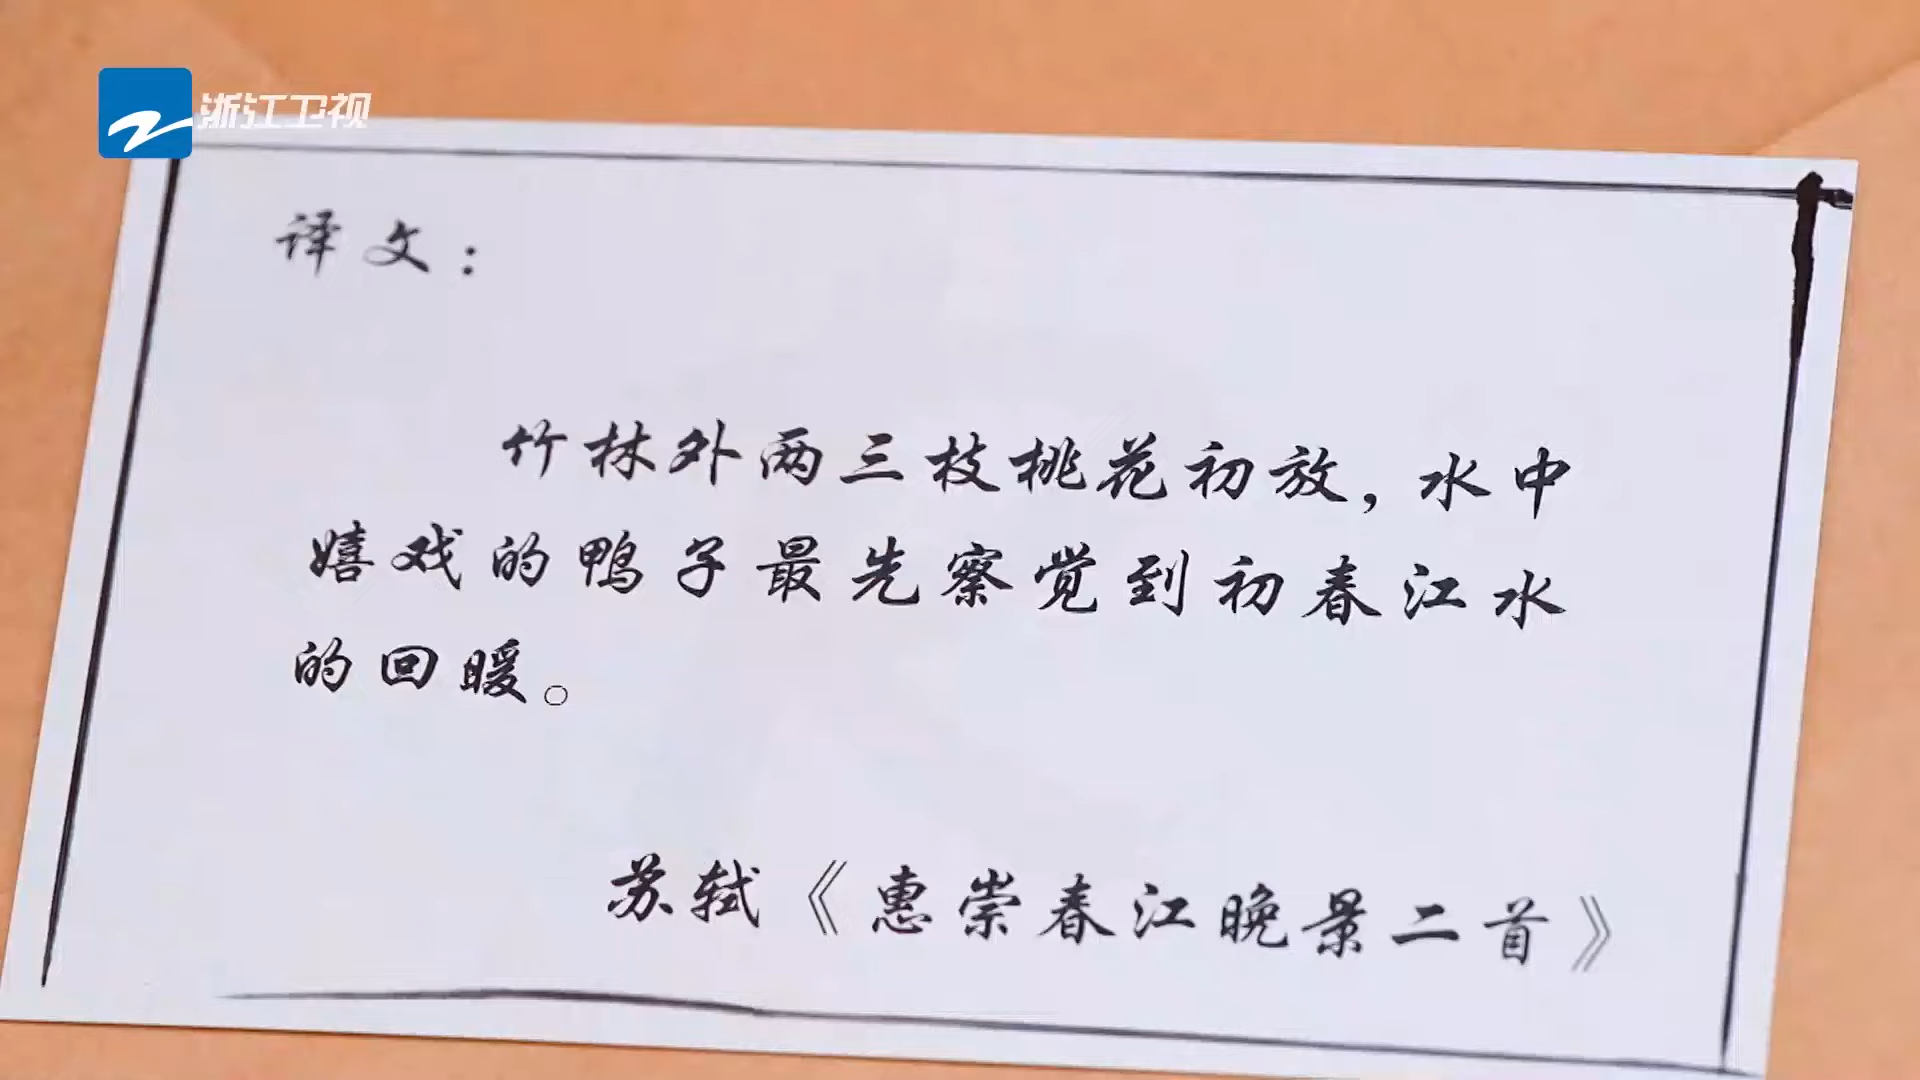 浙江卫视
译文：
竹林外两三枝桃花初放，水中
嬉戏的鸭子最先察觉到初春江水
的回暖。
苏轼《惠崇春江晚景二首》